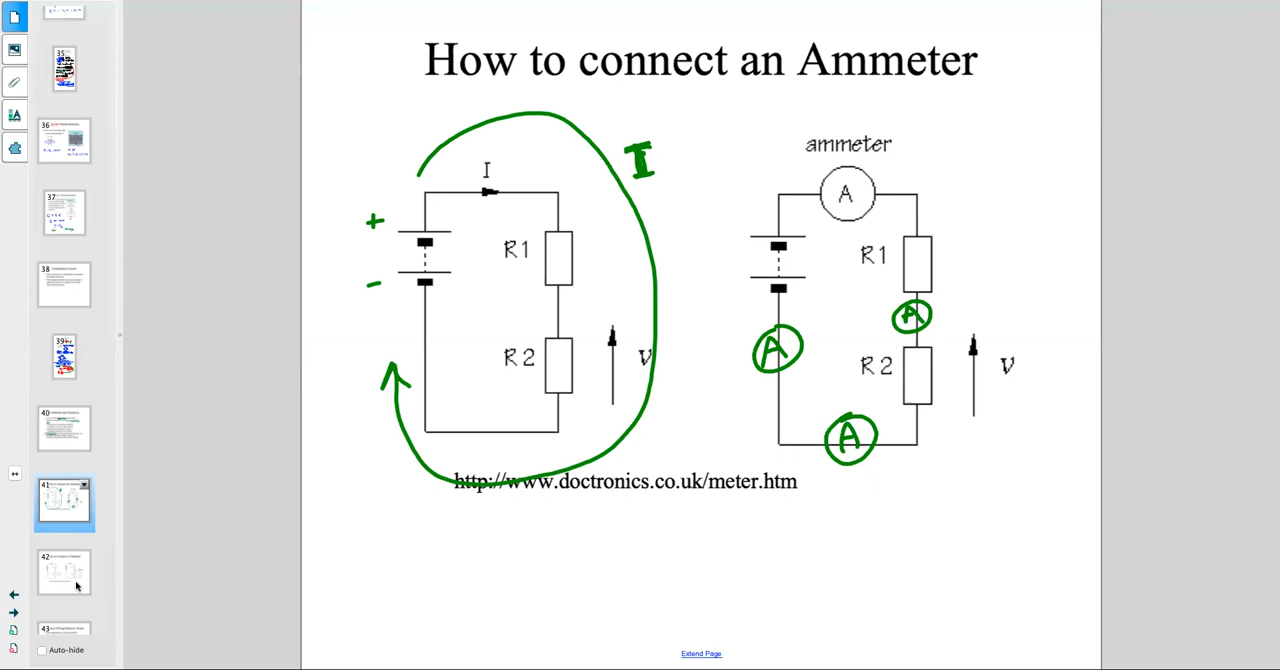 How to connect an Ammeter
I
I
+
-
R1
R2
V
ammeter
A
R1
A
A
R2
V
A
http://www.doctronics.co.uk/meter.htm
Extend Page
35
36
37
38
39
40
41
42
43
Auto-hide